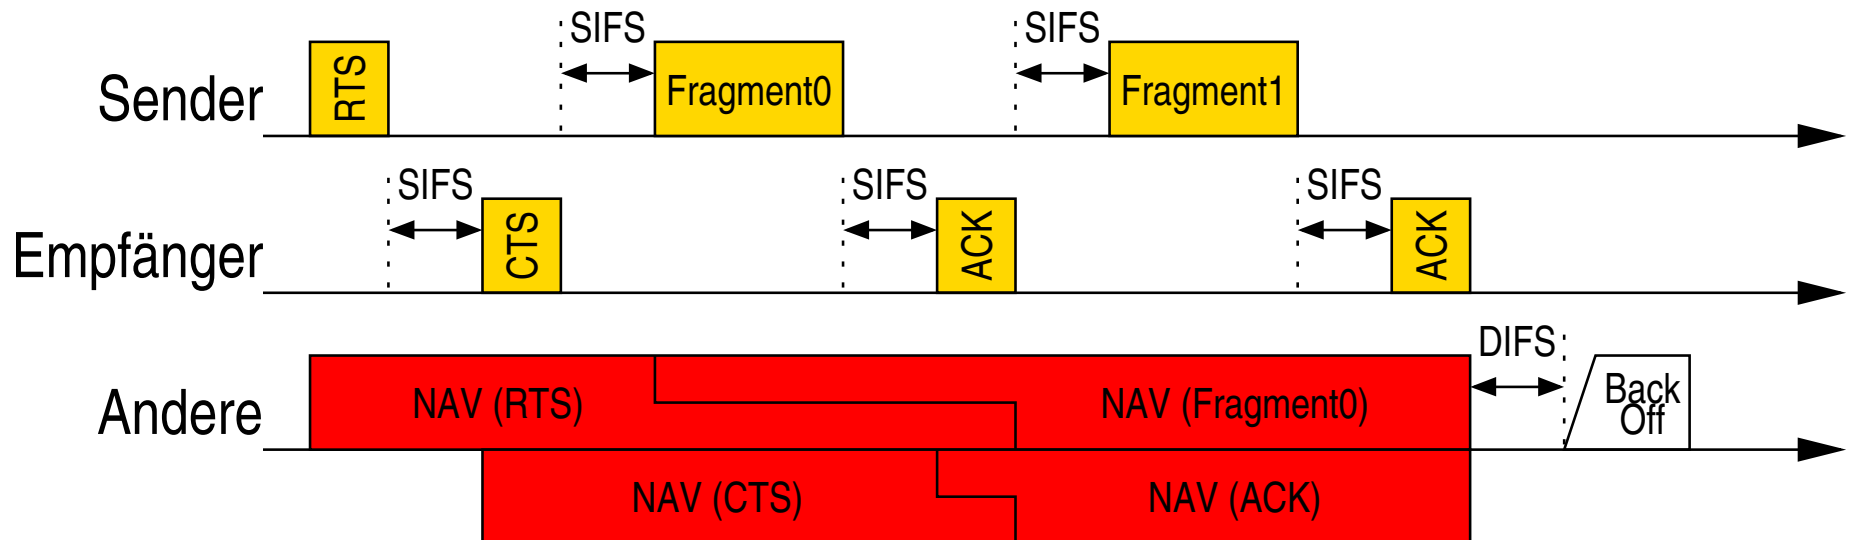 SIFS SIFS
Sender RTS Fragment0 Fragment1
SIFS SIFS SIFS
Empfänger CTS ACK ACK
DIFS
Andere NAV (RTS) NAV (Fragment0) Back
Off
NAV (CTS) NAV (ACK)